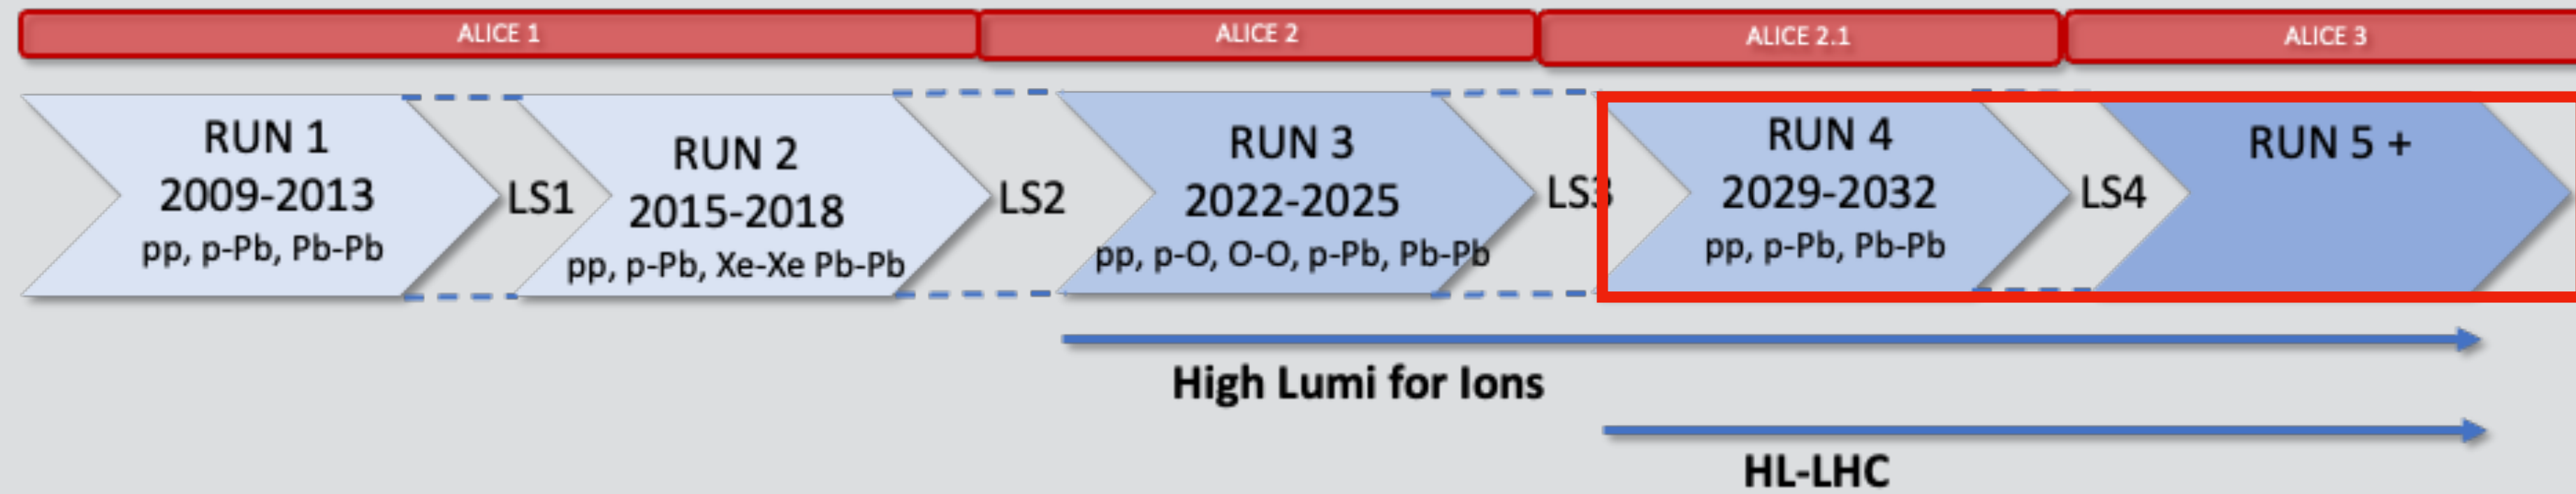 ALICE 1
ALICE 2
ALICE 2.1
ALICE 3
RUN 1
2009-2013
pp, p-Pb, Pb-Pb
LS1
RUN 2
2015-2018
pp, p-Pb, Xe-Xe Pb-Pb
LS2
RUN 3
2022-2025
pp, p-O, O-O, p-Pb, Pb-Pb
LS3
RUN 4
2029-2032
pp, p-Pb, Pb-Pb
LS4
RUN 5 +
High Lumi for Ions
HL-LHC